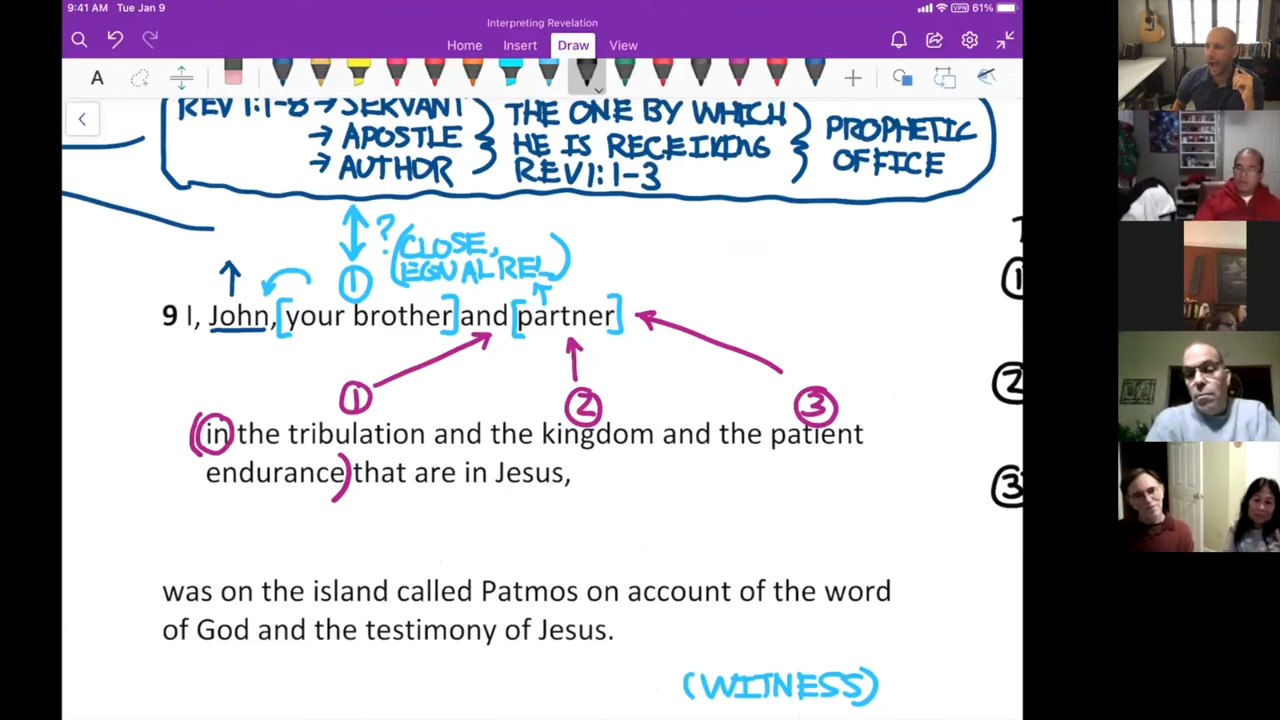 9:41 AM Tue Jan 9
VPN 61%
Interpreting Revelation
Home Insert Draw View
A
REV 1:1-8 → SERVANT
→ APOSTLE
→ AUTHOR
THE ONE BY WHICH
HE IS RECEIVING
REV 1:1-3
PROPHETIC
OFFICE
?
(CLOSE,
EQUAL REL)
1
9 I, John, [your brother] and [partner]
1 2 3
(in the tribulation and the kingdom and the patient
endurance) that are in Jesus,
1
2
3
was on the island called Patmos on account of the word
of God and the testimony of Jesus.
(WITNESS)